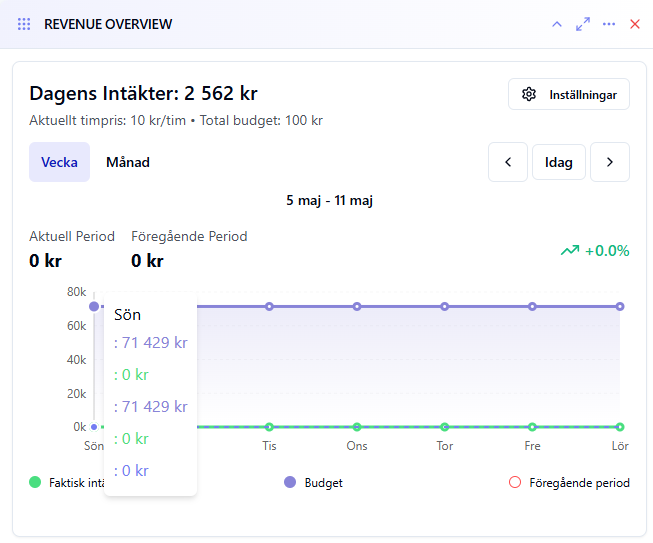 REVENUE OVERVIEW
Dagens Intäkter: 2 562 kr
Inställningar
Aktuellt timpris: 10 kr/tim • Total budget: 100 kr
Vecka
Månad
Idag
5 maj - 11 maj
Aktuell Period
Föregående Period
0 kr
0 kr
+0.0%
80k
60k
40k
20k
0k
Sön
: 71 429 kr
: 0 kr
: 71 429 kr
: 0 kr
: 0 kr
Sön
Tis
Ons
Tor
Fre
Lör
Faktisk
Budget
Föregående period